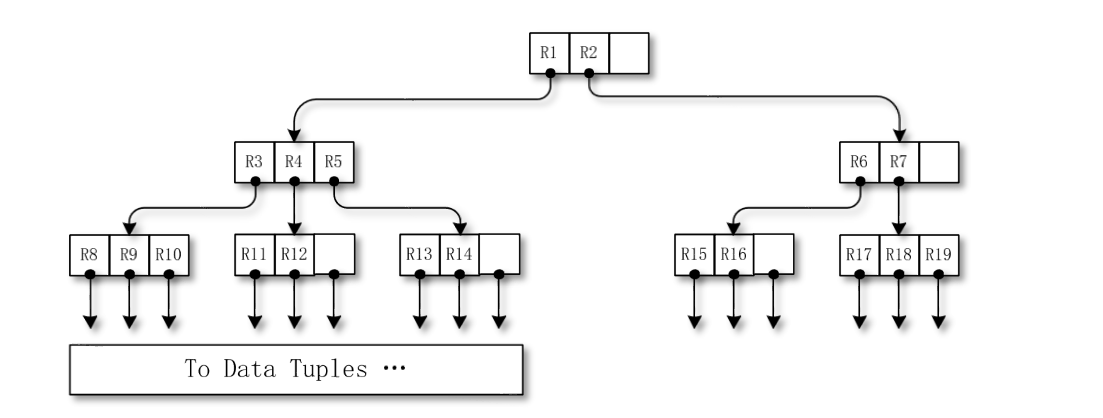 R1 R2
R3 R4 R5
R6 R7
R8 R9 R10
R11 R12
R13 R14
R15 R16
R17 R18 R19
To Data Tuples ···